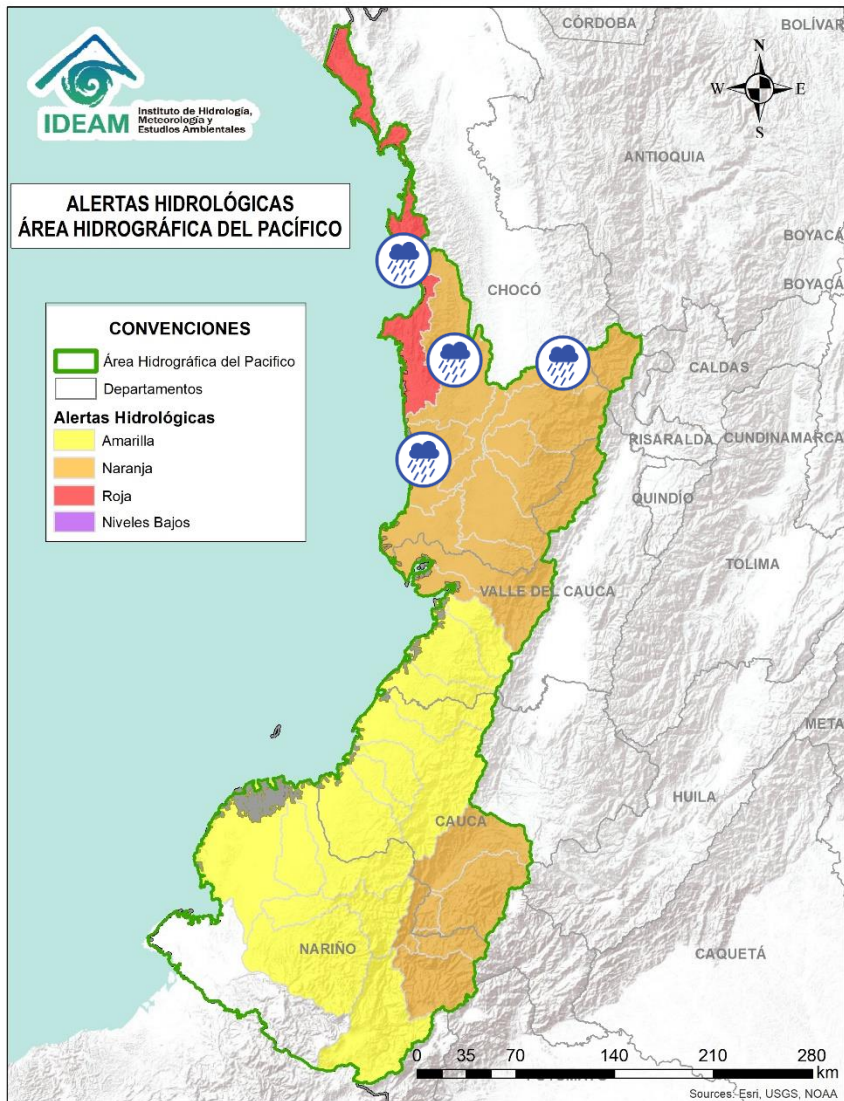 CÓRDOBA
BOLÍVAR
N
W E
S
IDEAM
Instituto de Hidrología,
Meteorología y
Estudios Ambientales
ANTIOQUIA
ALERTAS HIDROLÓGICAS
ÁREA HIDROGRÁFICA DEL PACÍFICO
BOYACÁ
BOYACÁ
CHOCÓ
CONVENCIONES
Área Hidrográfica del Pacifico
Departamentos
Alertas Hidrológicas
Amarilla
Naranja
Roja
Niveles Bajos
CALDAS
RISARALDA
CUNDINAMARCA
QUINDÍO
TOLIMA
VALLE DEL CAUCA
META
HUILA
CAUCA
NARIÑO
CAQUETÁ
0 35 70 140 210 280
km
Sources: Esri, USGS, NOAA